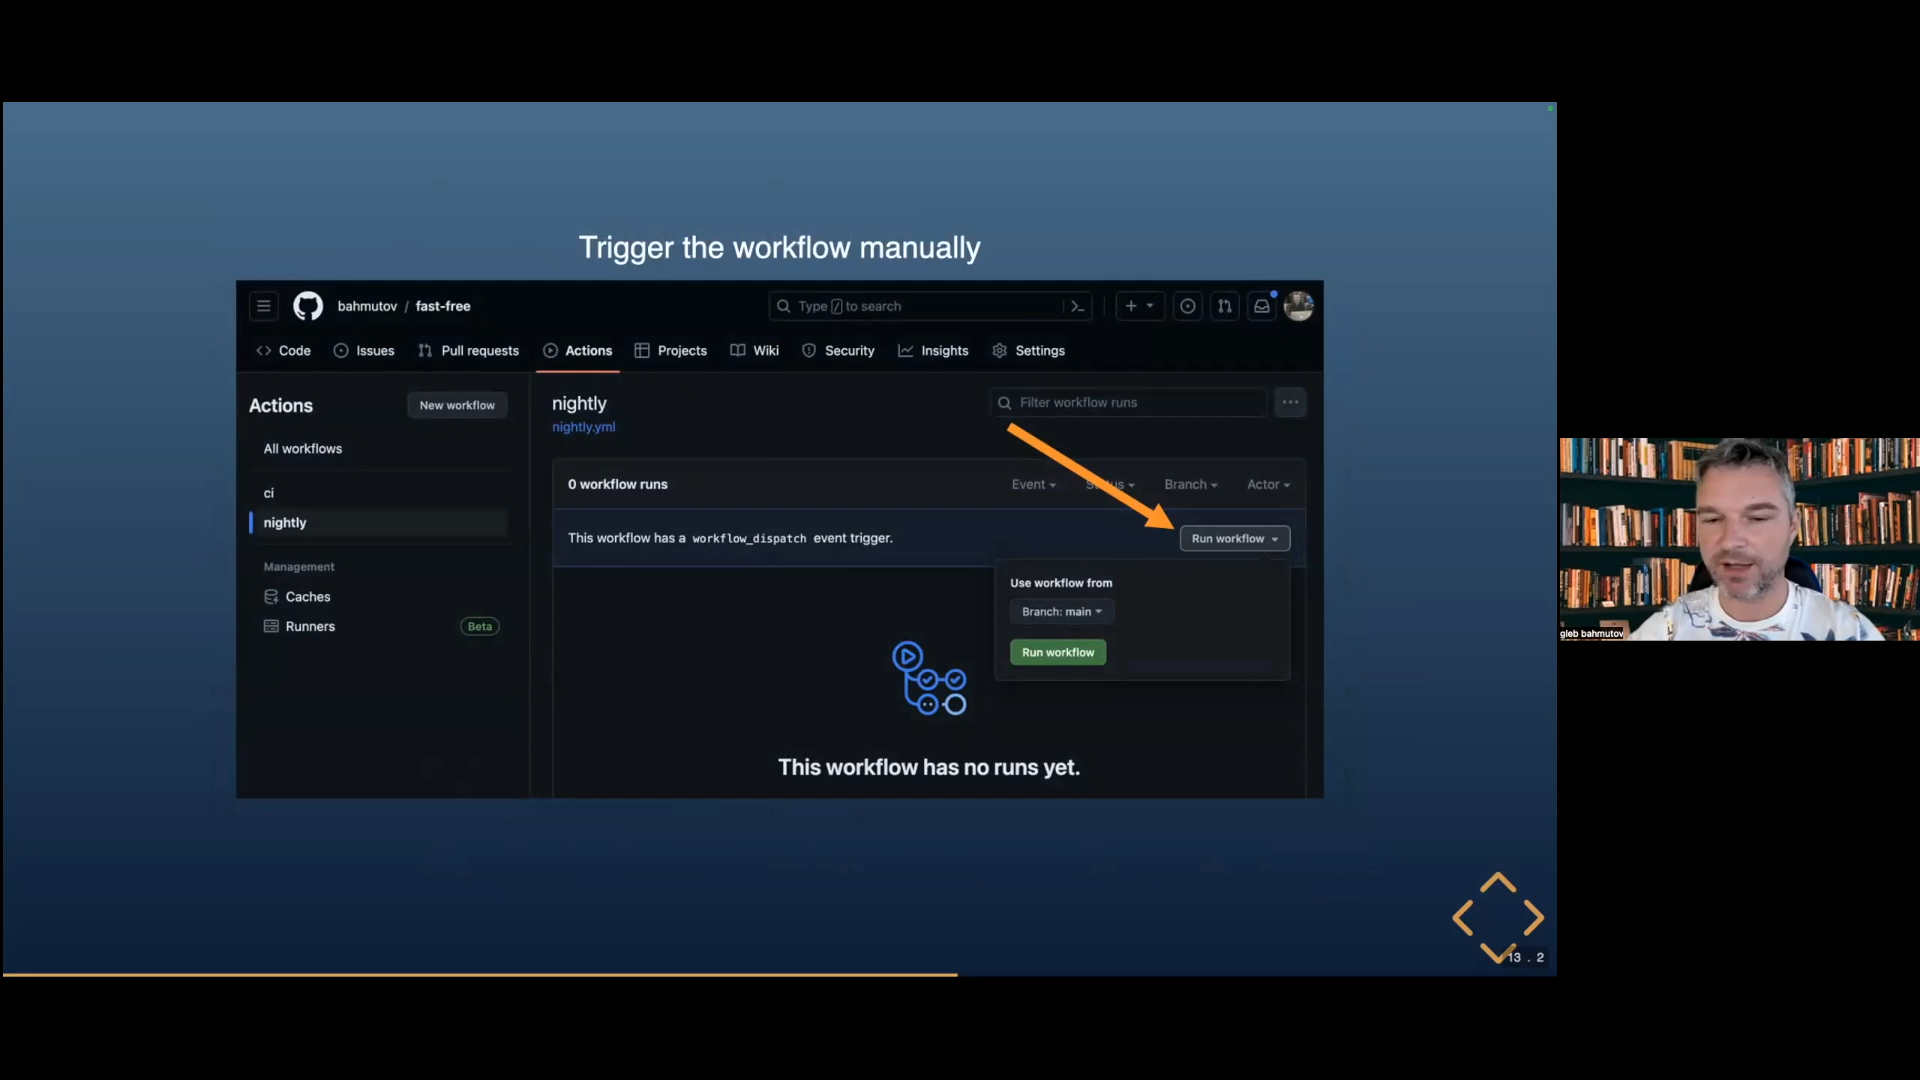 Trigger the workflow manually
bahmutov / fast-free
Type / to search
Code Issues Pull requests Actions Projects Wiki Security Insights Settings
Actions New workflow
All workflows
ci
nightly
Management
Caches
Runners Beta
nightly
nightly.yml
Filter workflow runs
0 workflow runs Event Status Branch Actor
This workflow has a workflow_dispatch event trigger. Run workflow
Use workflow from
Branch: main
Run workflow
This workflow has no runs yet.
13 . 2
gleb bahmutov